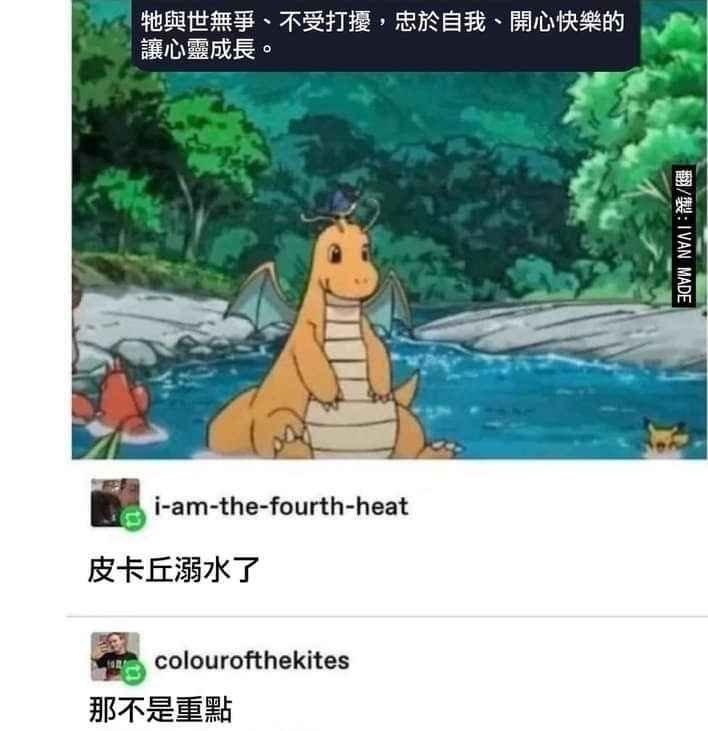 牠與世無爭、不受打擾，忠於自我、開心快樂的
讓心靈成長。
翻/製:IVAN MADE
i-am-the-fourth-heat
皮卡丘溺水了
colourofthekites
那不是重點